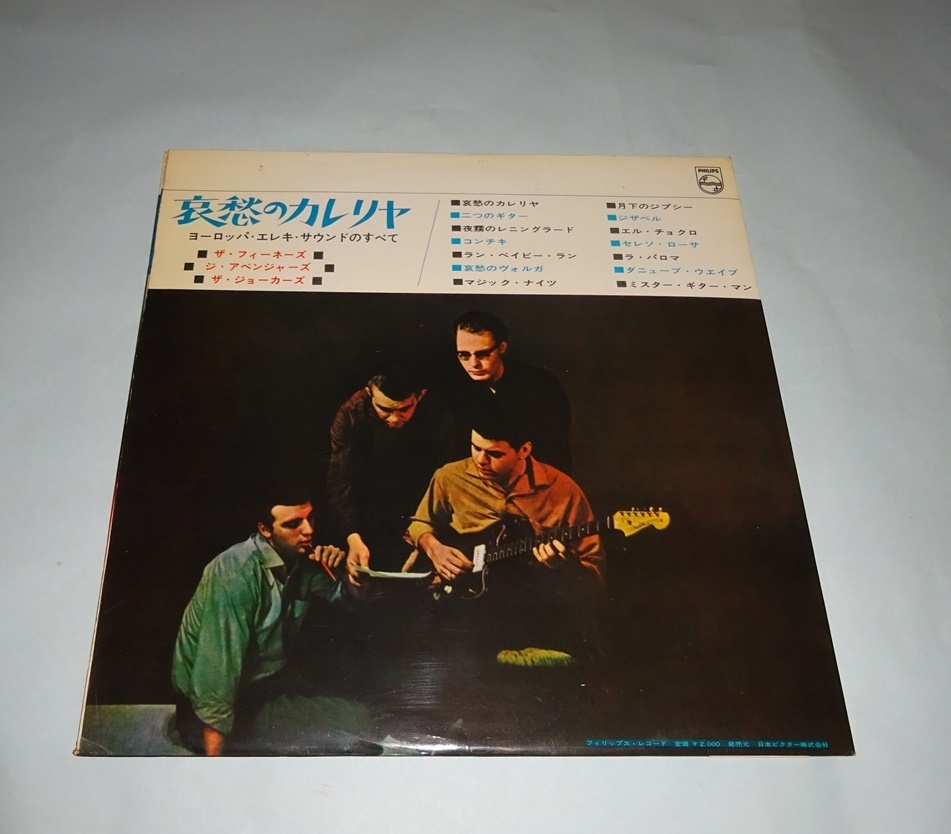 PHILIPS
哀愁のカレリヤ
ヨーロッパ・エレキ・サウンドのすべて
■ ザ・フィーネーズ ■
■ ジ・アベンジャーズ ■
■ ザ・ジョーカーズ ■
■哀愁のカレリヤ
■二つのギター
■夜霧のレニングラード
■コンチキ
■ラン・ベイビー・ラン
■哀愁のヴォルガ
■マジック・ナイツ
■月下のジプシー
■ジザベル
■エル・チョクロ
■セレソ・ローサ
■ラ・パロマ
■ダニューブ・ウエイブ
■ミスター・ギター・マン
フィリップス・レコード 定価 ¥2,000 発売元 日本ビクター株式会社